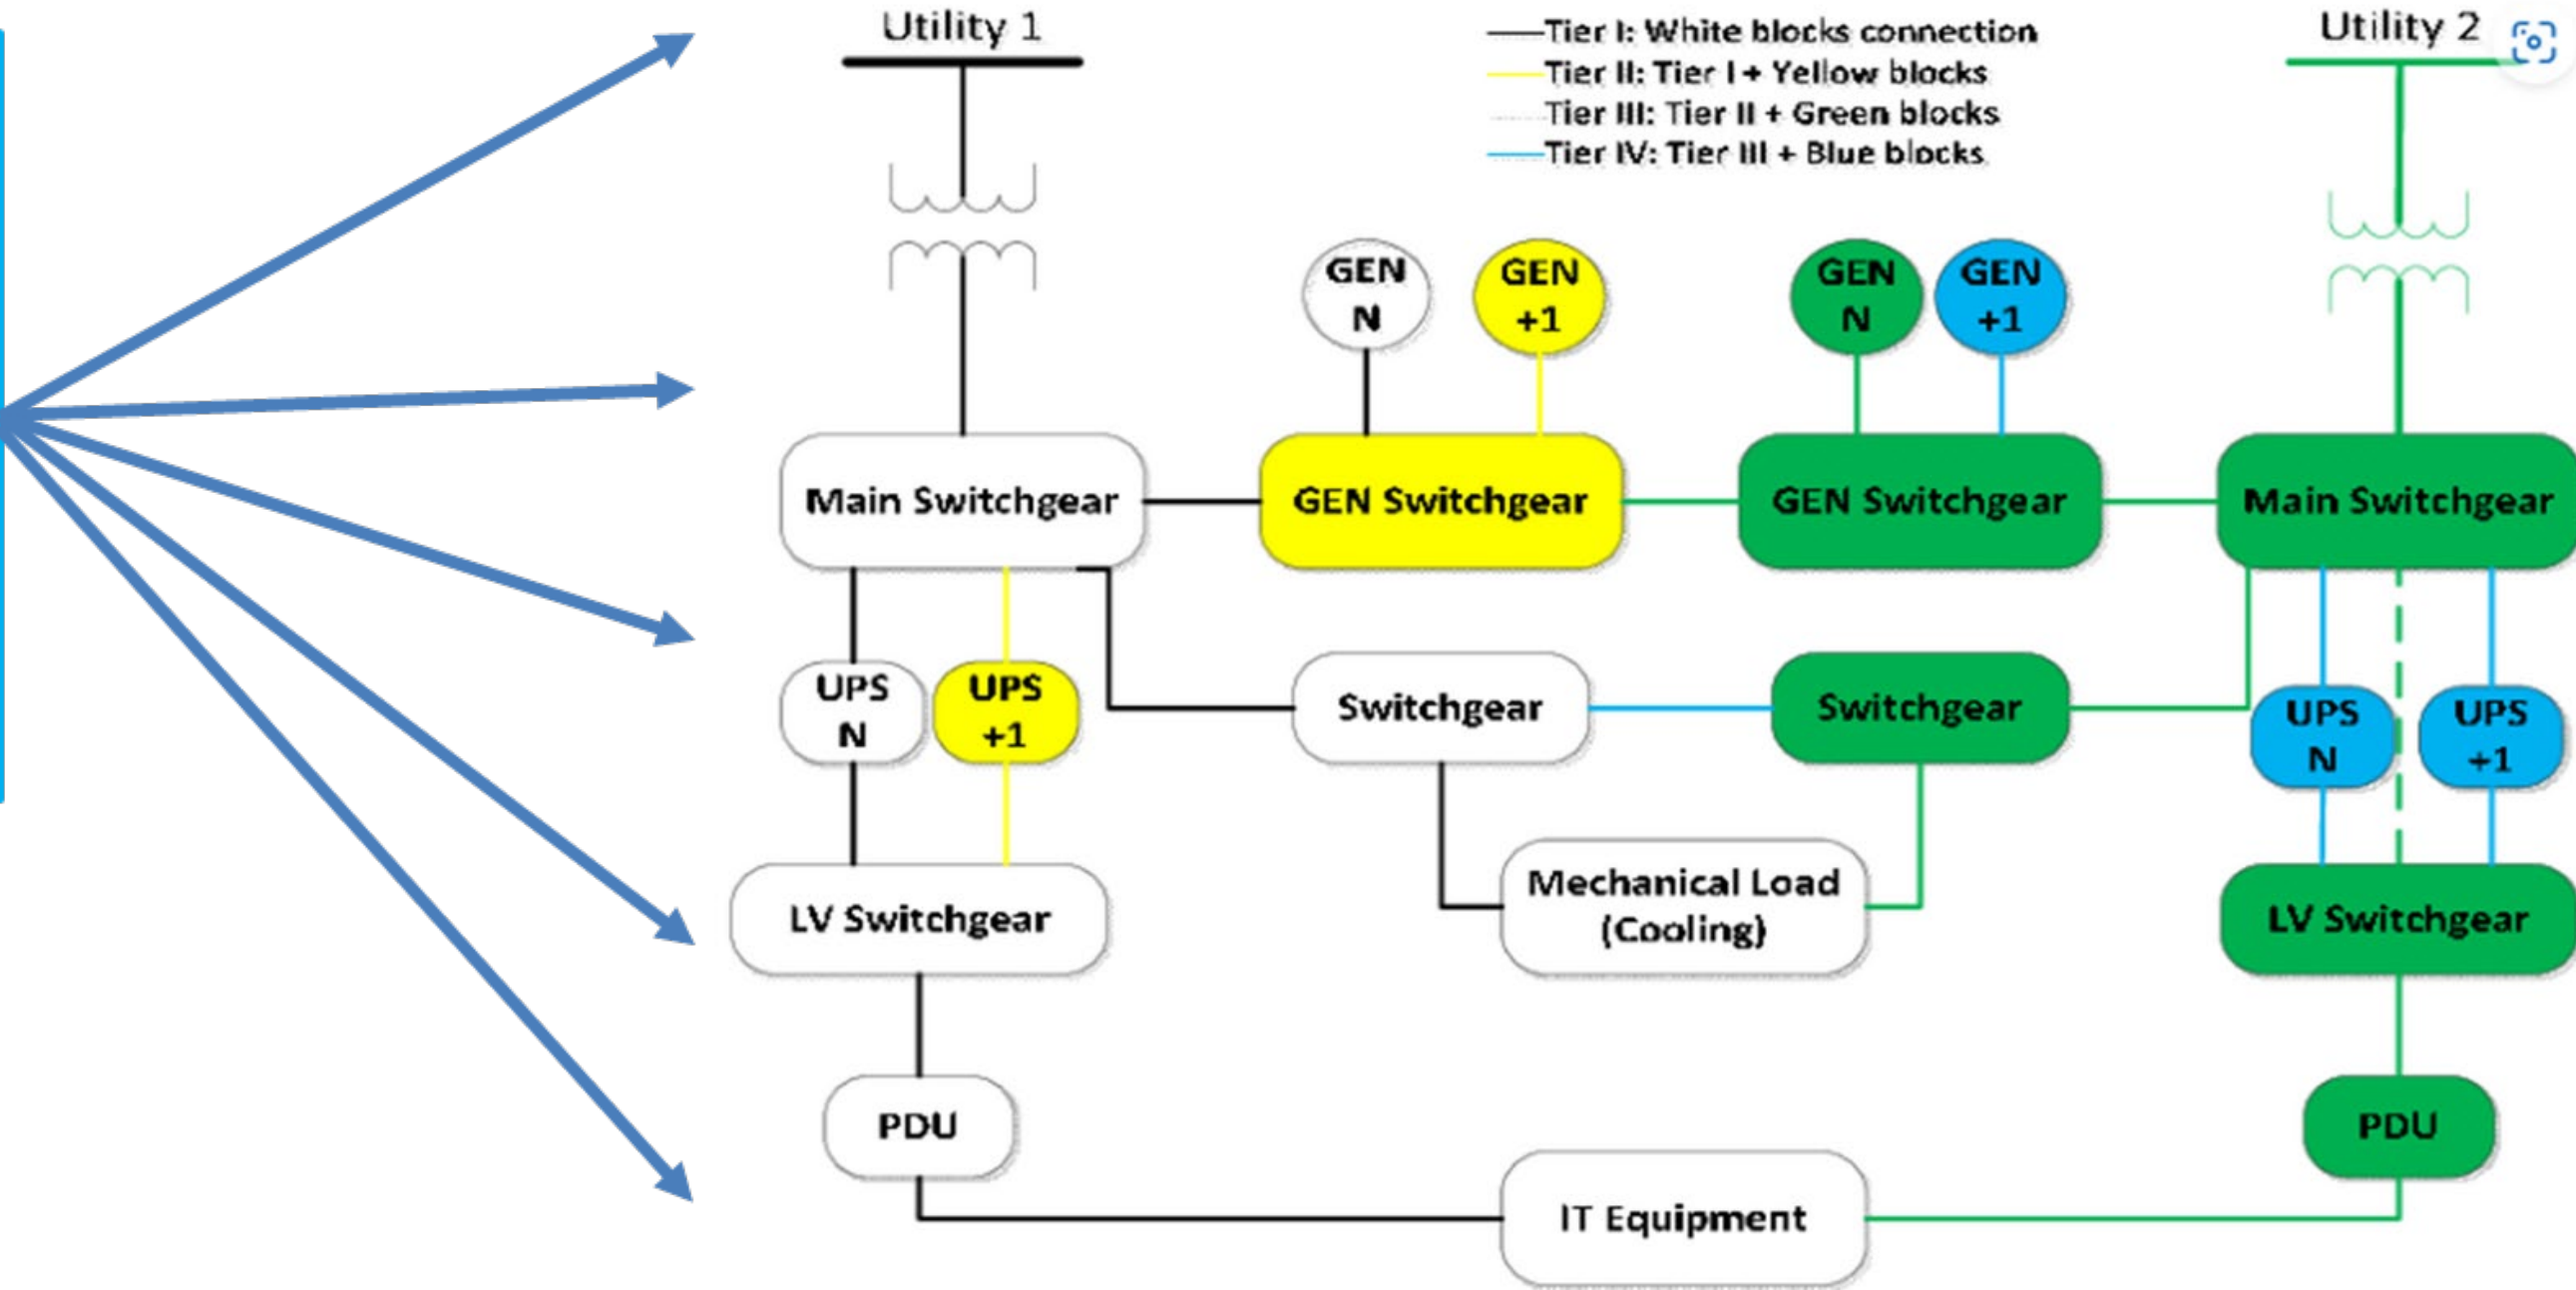 Utility 1
Tier I: White blocks connection
Tier II: Tier I + Yellow blocks
Tier III: Tier II + Green blocks
Tier IV: Tier III + Blue blocks
Utility 2
GEN
N
GEN
+1
GEN
N
GEN
+1
Main Switchgear
GEN Switchgear
GEN Switchgear
Main Switchgear
UPS
N
UPS
+1
Switchgear
Switchgear
UPS
N
UPS
+1
LV Switchgear
Mechanical Load
(Cooling)
LV Switchgear
PDU
PDU
IT Equipment